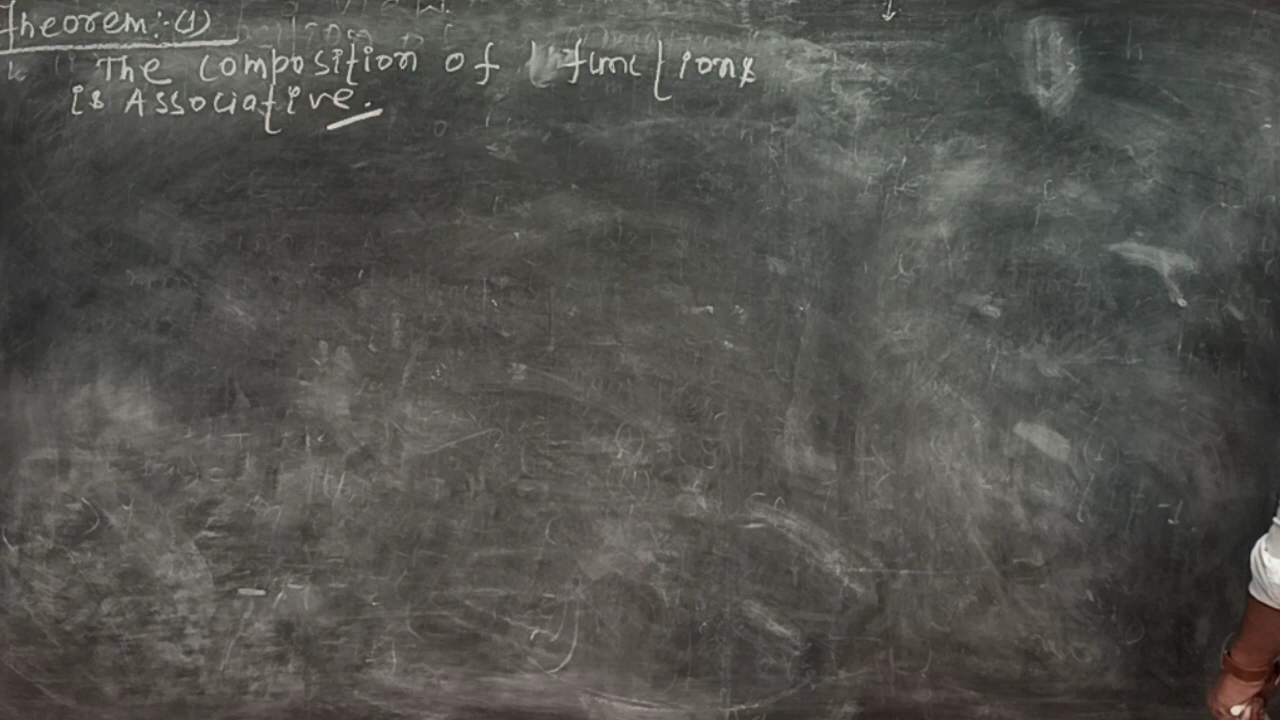 Theorem:-(1)
The composition of functions
is Associative.